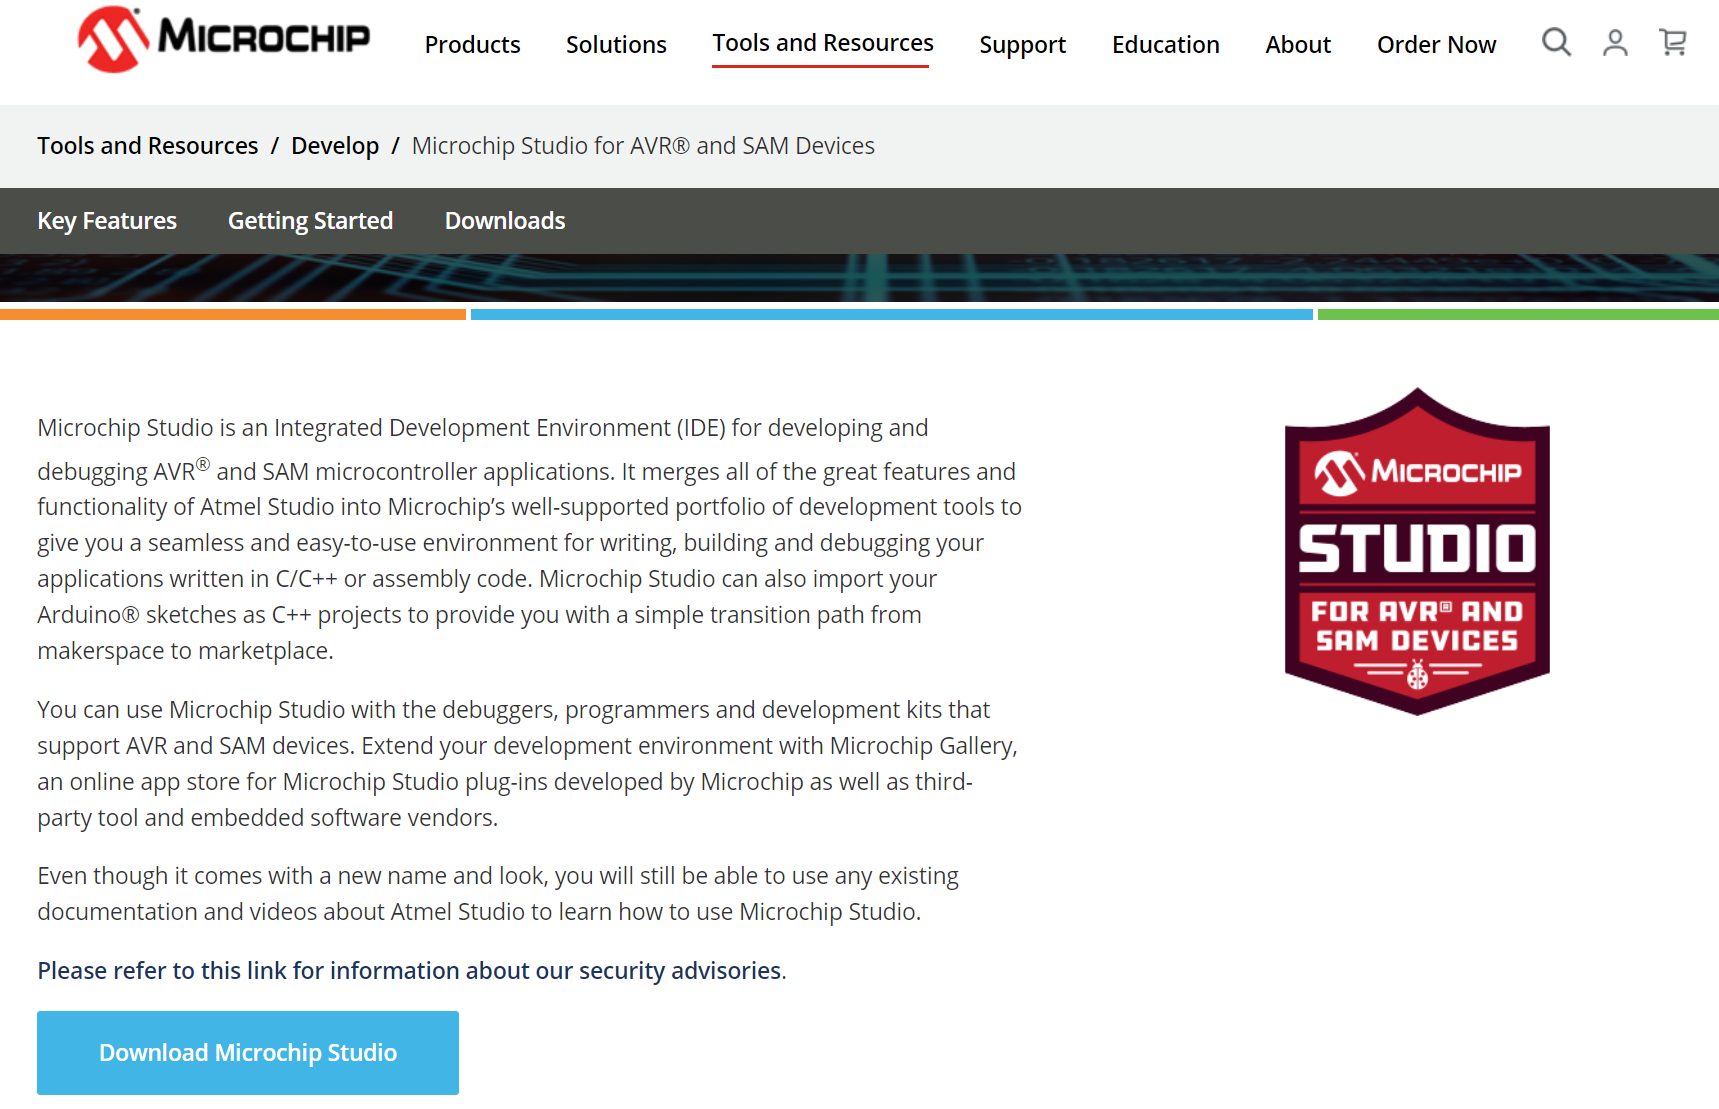 MICROCHIP
Products Solutions Tools and Resources Support Education About Order Now
Tools and Resources / Develop / Microchip Studio for AVR® and SAM Devices
Key Features Getting Started Downloads
Microchip Studio is an Integrated Development Environment (IDE) for developing and
debugging AVR® and SAM microcontroller applications. It merges all of the great features and
functionality of Atmel Studio into Microchip’s well-supported portfolio of development tools to
give you a seamless and easy-to-use environment for writing, building and debugging your
applications written in C/C++ or assembly code. Microchip Studio can also import your
Arduino® sketches as C++ projects to provide you with a simple transition path from
makerspace to marketplace.
You can use Microchip Studio with the debuggers, programmers and development kits that
support AVR and SAM devices. Extend your development environment with Microchip Gallery,
an online app store for Microchip Studio plug-ins developed by Microchip as well as third-
party tool and embedded software vendors.
Even though it comes with a new name and look, you will still be able to use any existing
documentation and videos about Atmel Studio to learn how to use Microchip Studio.
Please refer to this link for information about our security advisories.
Download Microchip Studio
MICROCHIP
STUDIO
FOR AVR® AND
SAM DEVICES